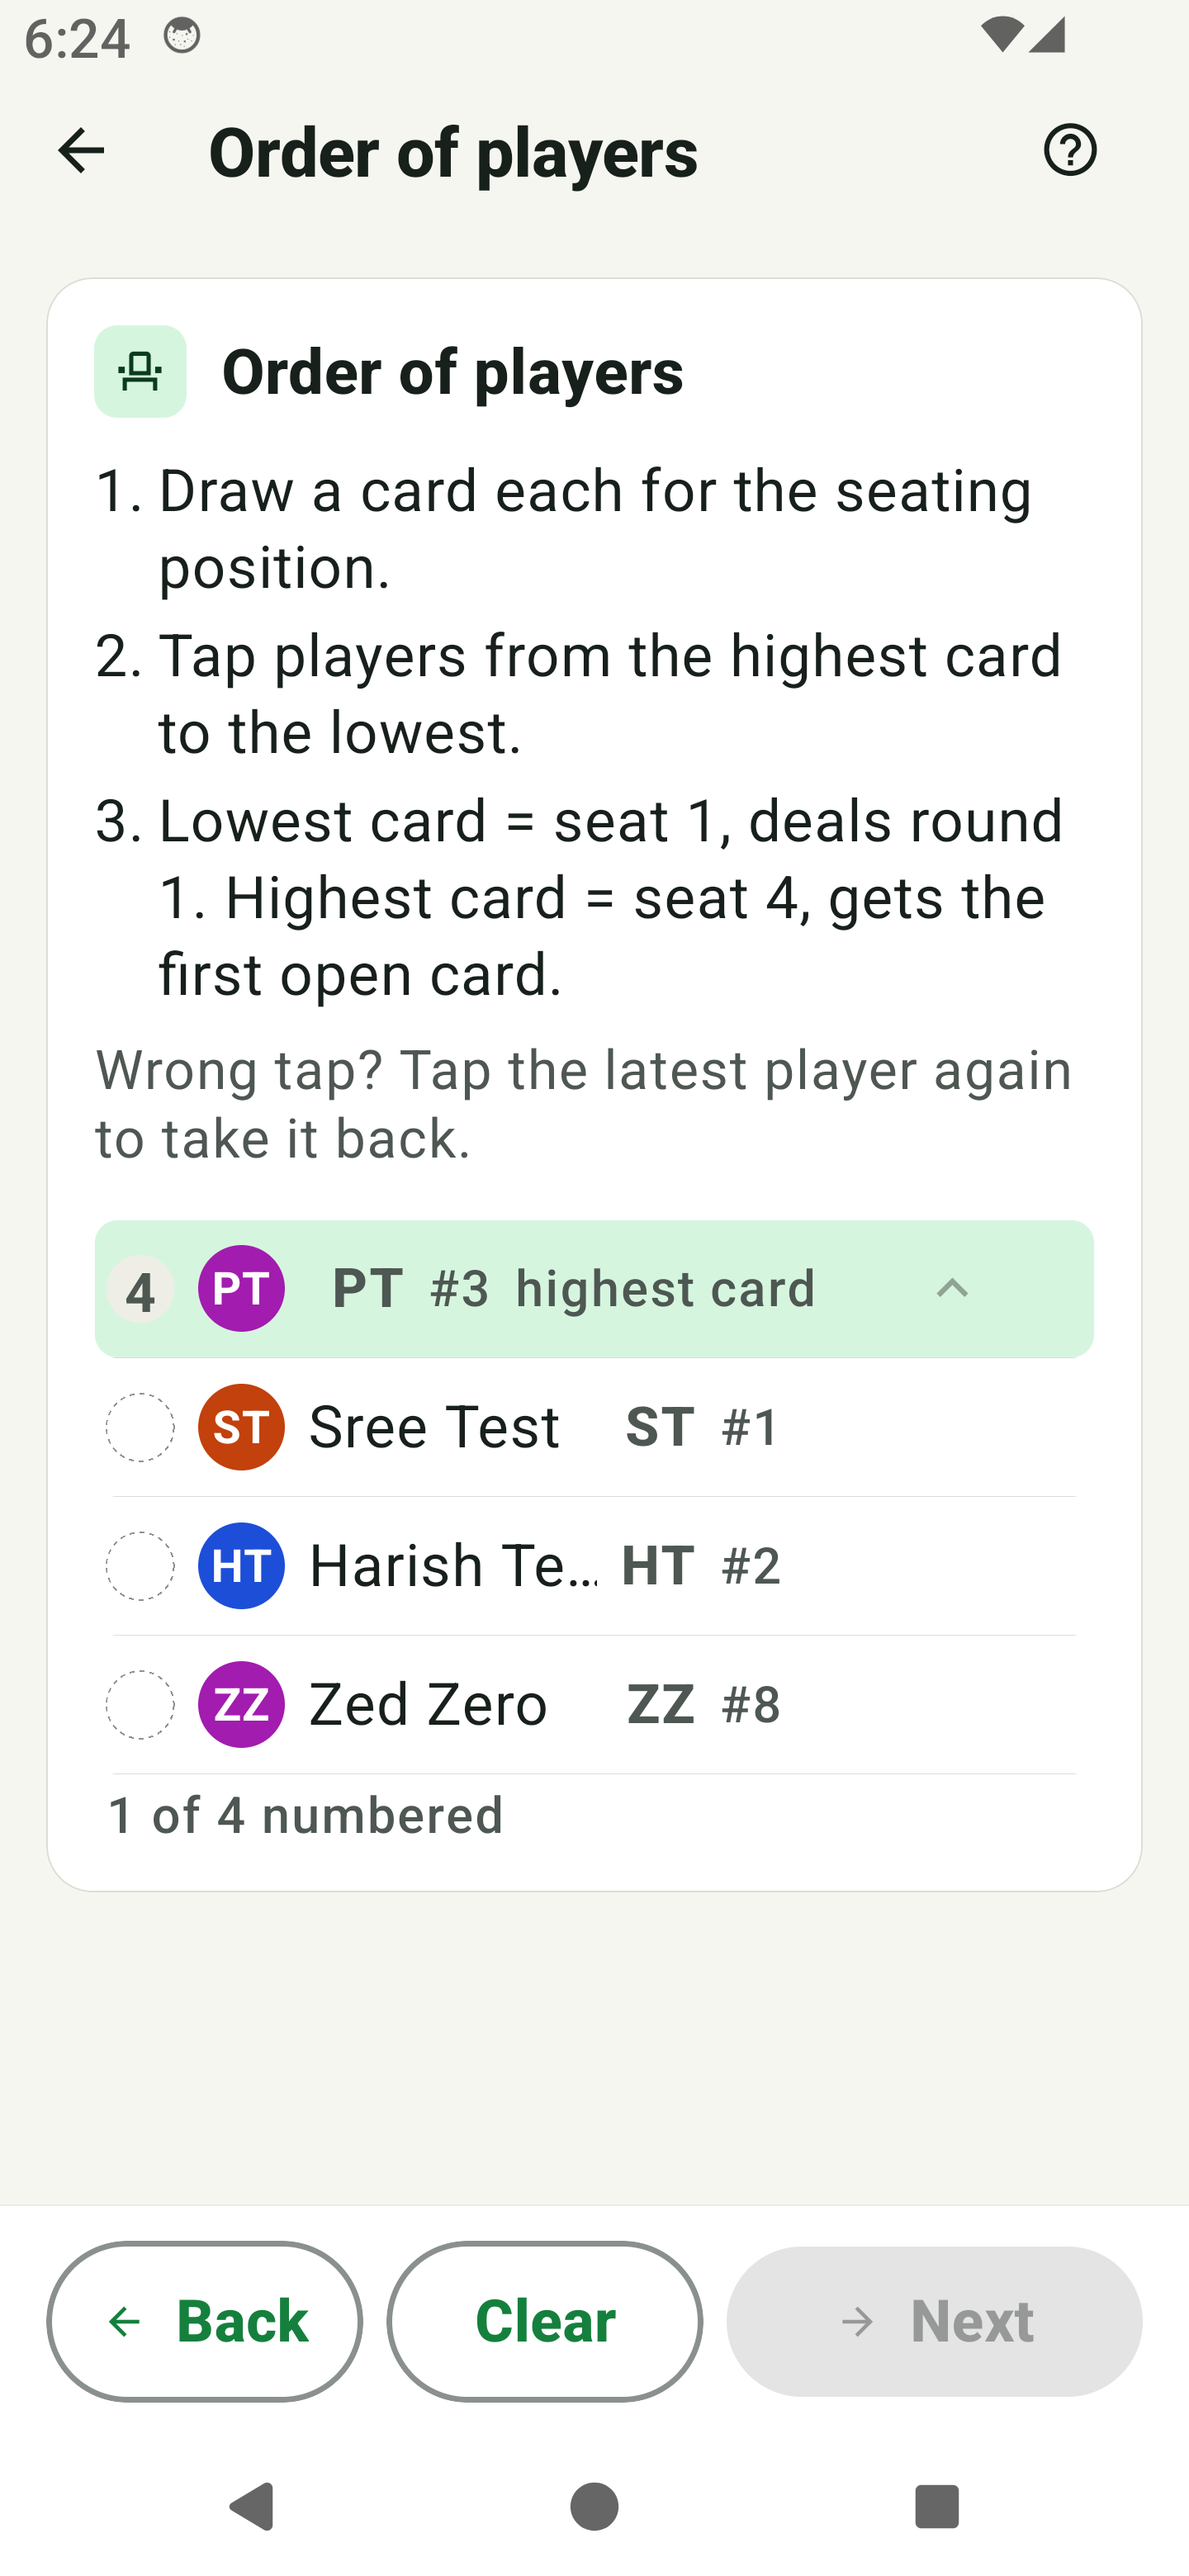 6:24
Order of players
Order of players
1. Draw a card each for the seating
position.
2. Tap players from the highest card
to the lowest.
3. Lowest card = seat 1, deals round
1. Highest card = seat 4, gets the
first open card.
Wrong tap? Tap the latest player again
to take it back.
4 PT PT #3 highest card
ST Sree Test ST #1
HT Harish Te... HT #2
ZZ Zed Zero ZZ #8
1 of 4 numbered
Back Clear Next